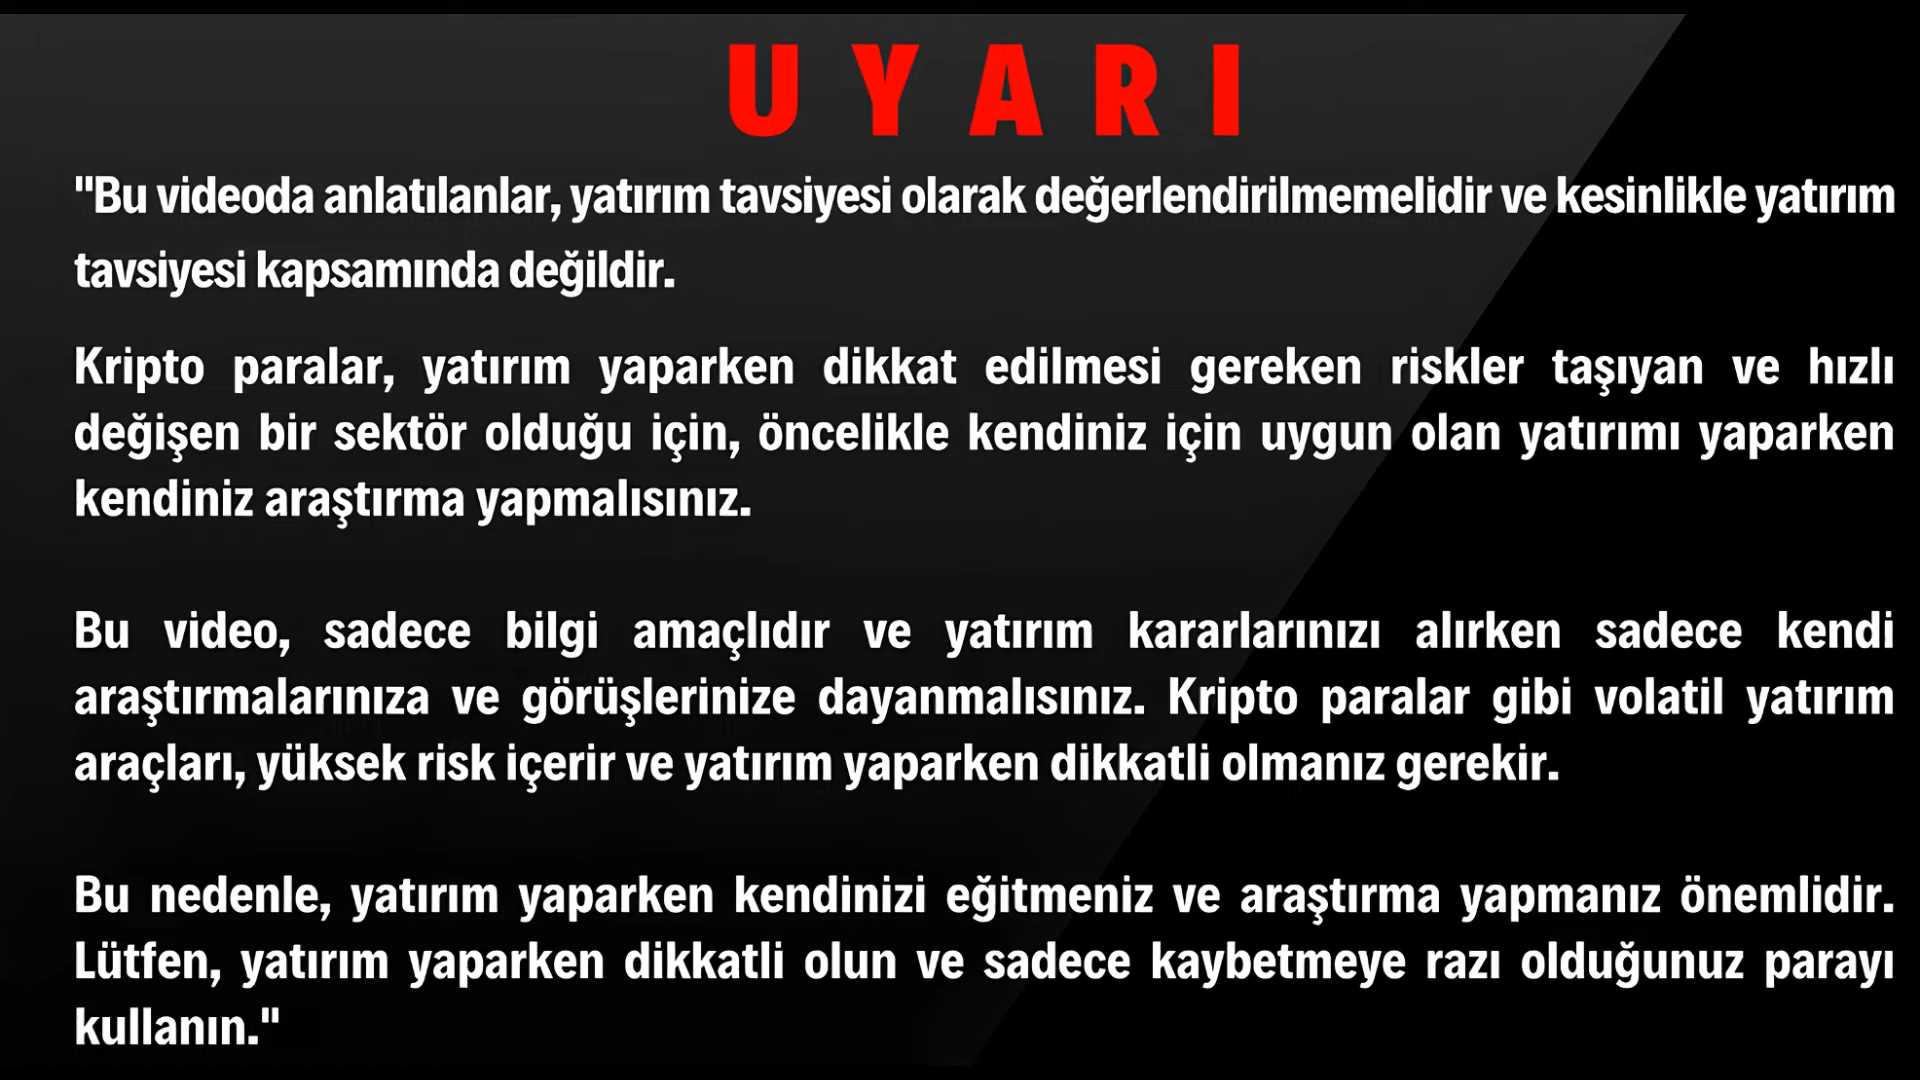 UYARI
"Bu videoda anlatılanlar, yatırım tavsiyesi olarak değerlendirilmemelidir ve kesinlikle yatırım
tavsiyesi kapsamında değildir.
Kripto paralar, yatırım yaparken dikkat edilmesi gereken riskler taşıyan ve hızlı
değişen bir sektör olduğu için, öncelikle kendiniz için uygun olan yatırımı yaparken
kendiniz araştırma yapmalısınız.
Bu video, sadece bilgi amaçlıdır ve yatırım kararlarınızı alırken sadece kendi
araştırmalarınıza ve görüşlerinize dayanmalısınız. Kripto paralar gibi volatil yatırım
araçları, yüksek risk içerir ve yatırım yaparken dikkatli olmanız gerekir.
Bu nedenle, yatırım yaparken kendinizi eğitmeniz ve araştırma yapmanız önemlidir.
Lütfen, yatırım yaparken dikkatli olun ve sadece kaybetmeye razı olduğunuz parayı
kullanın."